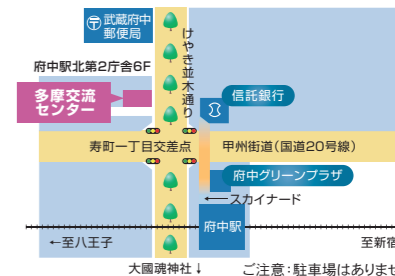 武蔵府中
郵便局
けやき並木通り
府中駅北第2庁舎6F
多摩交流
センター
信託銀行
寿町一丁目交差点
甲州街道(国道20号線)
府中グリーンプラザ
←スカイナード
府中駅
←至八王子
至新宿
大國魂神社↓
ご注意:駐車場はありませ